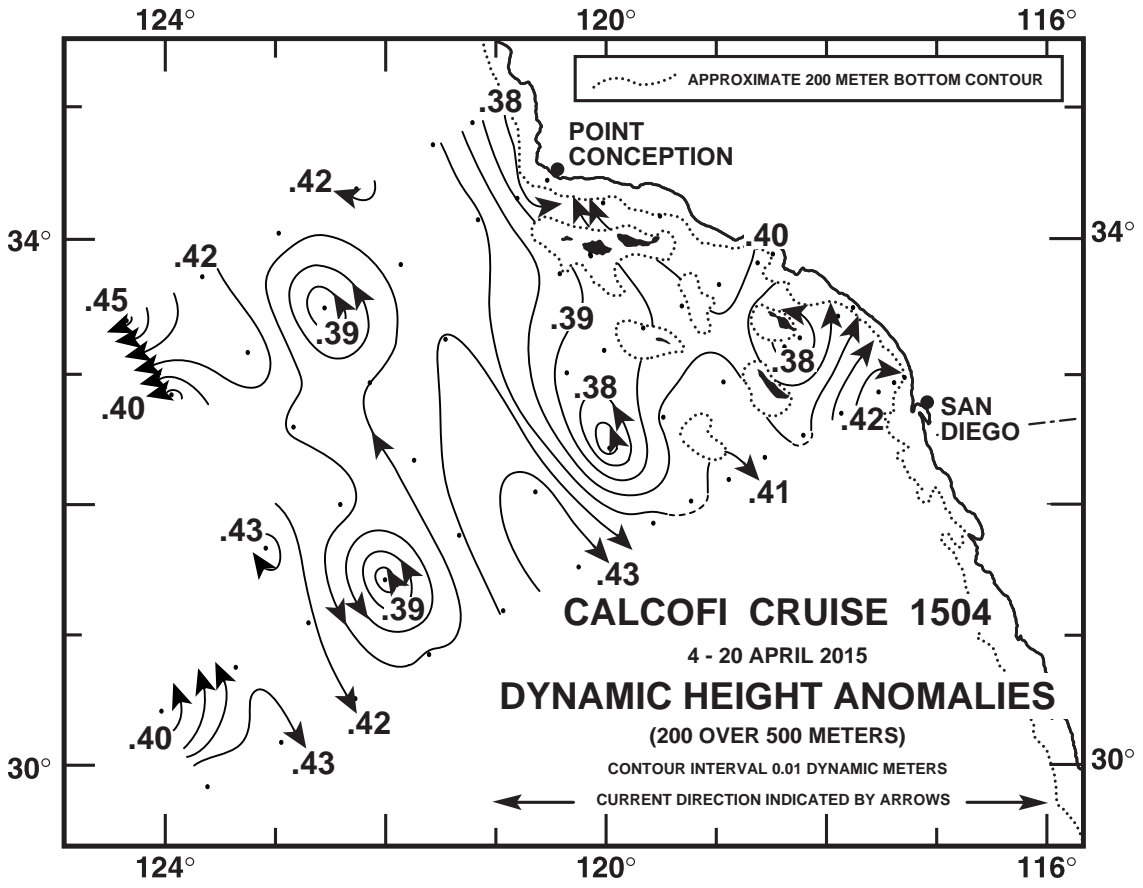 124° 120° 116°
APPROXIMATE 200 METER BOTTOM CONTOUR
.38
POINT
CONCEPTION
.42
34° 34°
.40
.42
.45
.39
.39
.38
.38
.40
SAN
DIEGO
.42
.41
.43
.43
.39
CALCOFI CRUISE 1504
4 - 20 APRIL 2015
DYNAMIC HEIGHT ANOMALIES
.42
.40
(200 OVER 500 METERS)
.43
30° 30°
CONTOUR INTERVAL 0.01 DYNAMIC METERS
CURRENT DIRECTION INDICATED BY ARROWS
124° 120° 116°